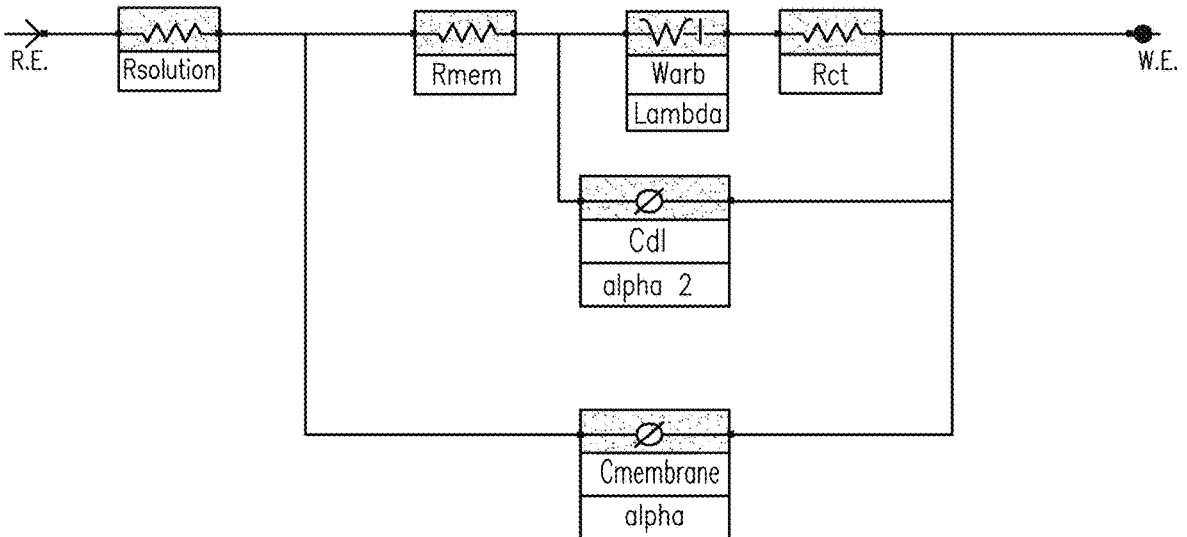 R.E.
Rsolution
Rmem
Warb
Lambda
Rct
W.E.
Cdl
alpha 2
Cmembrane
alpha